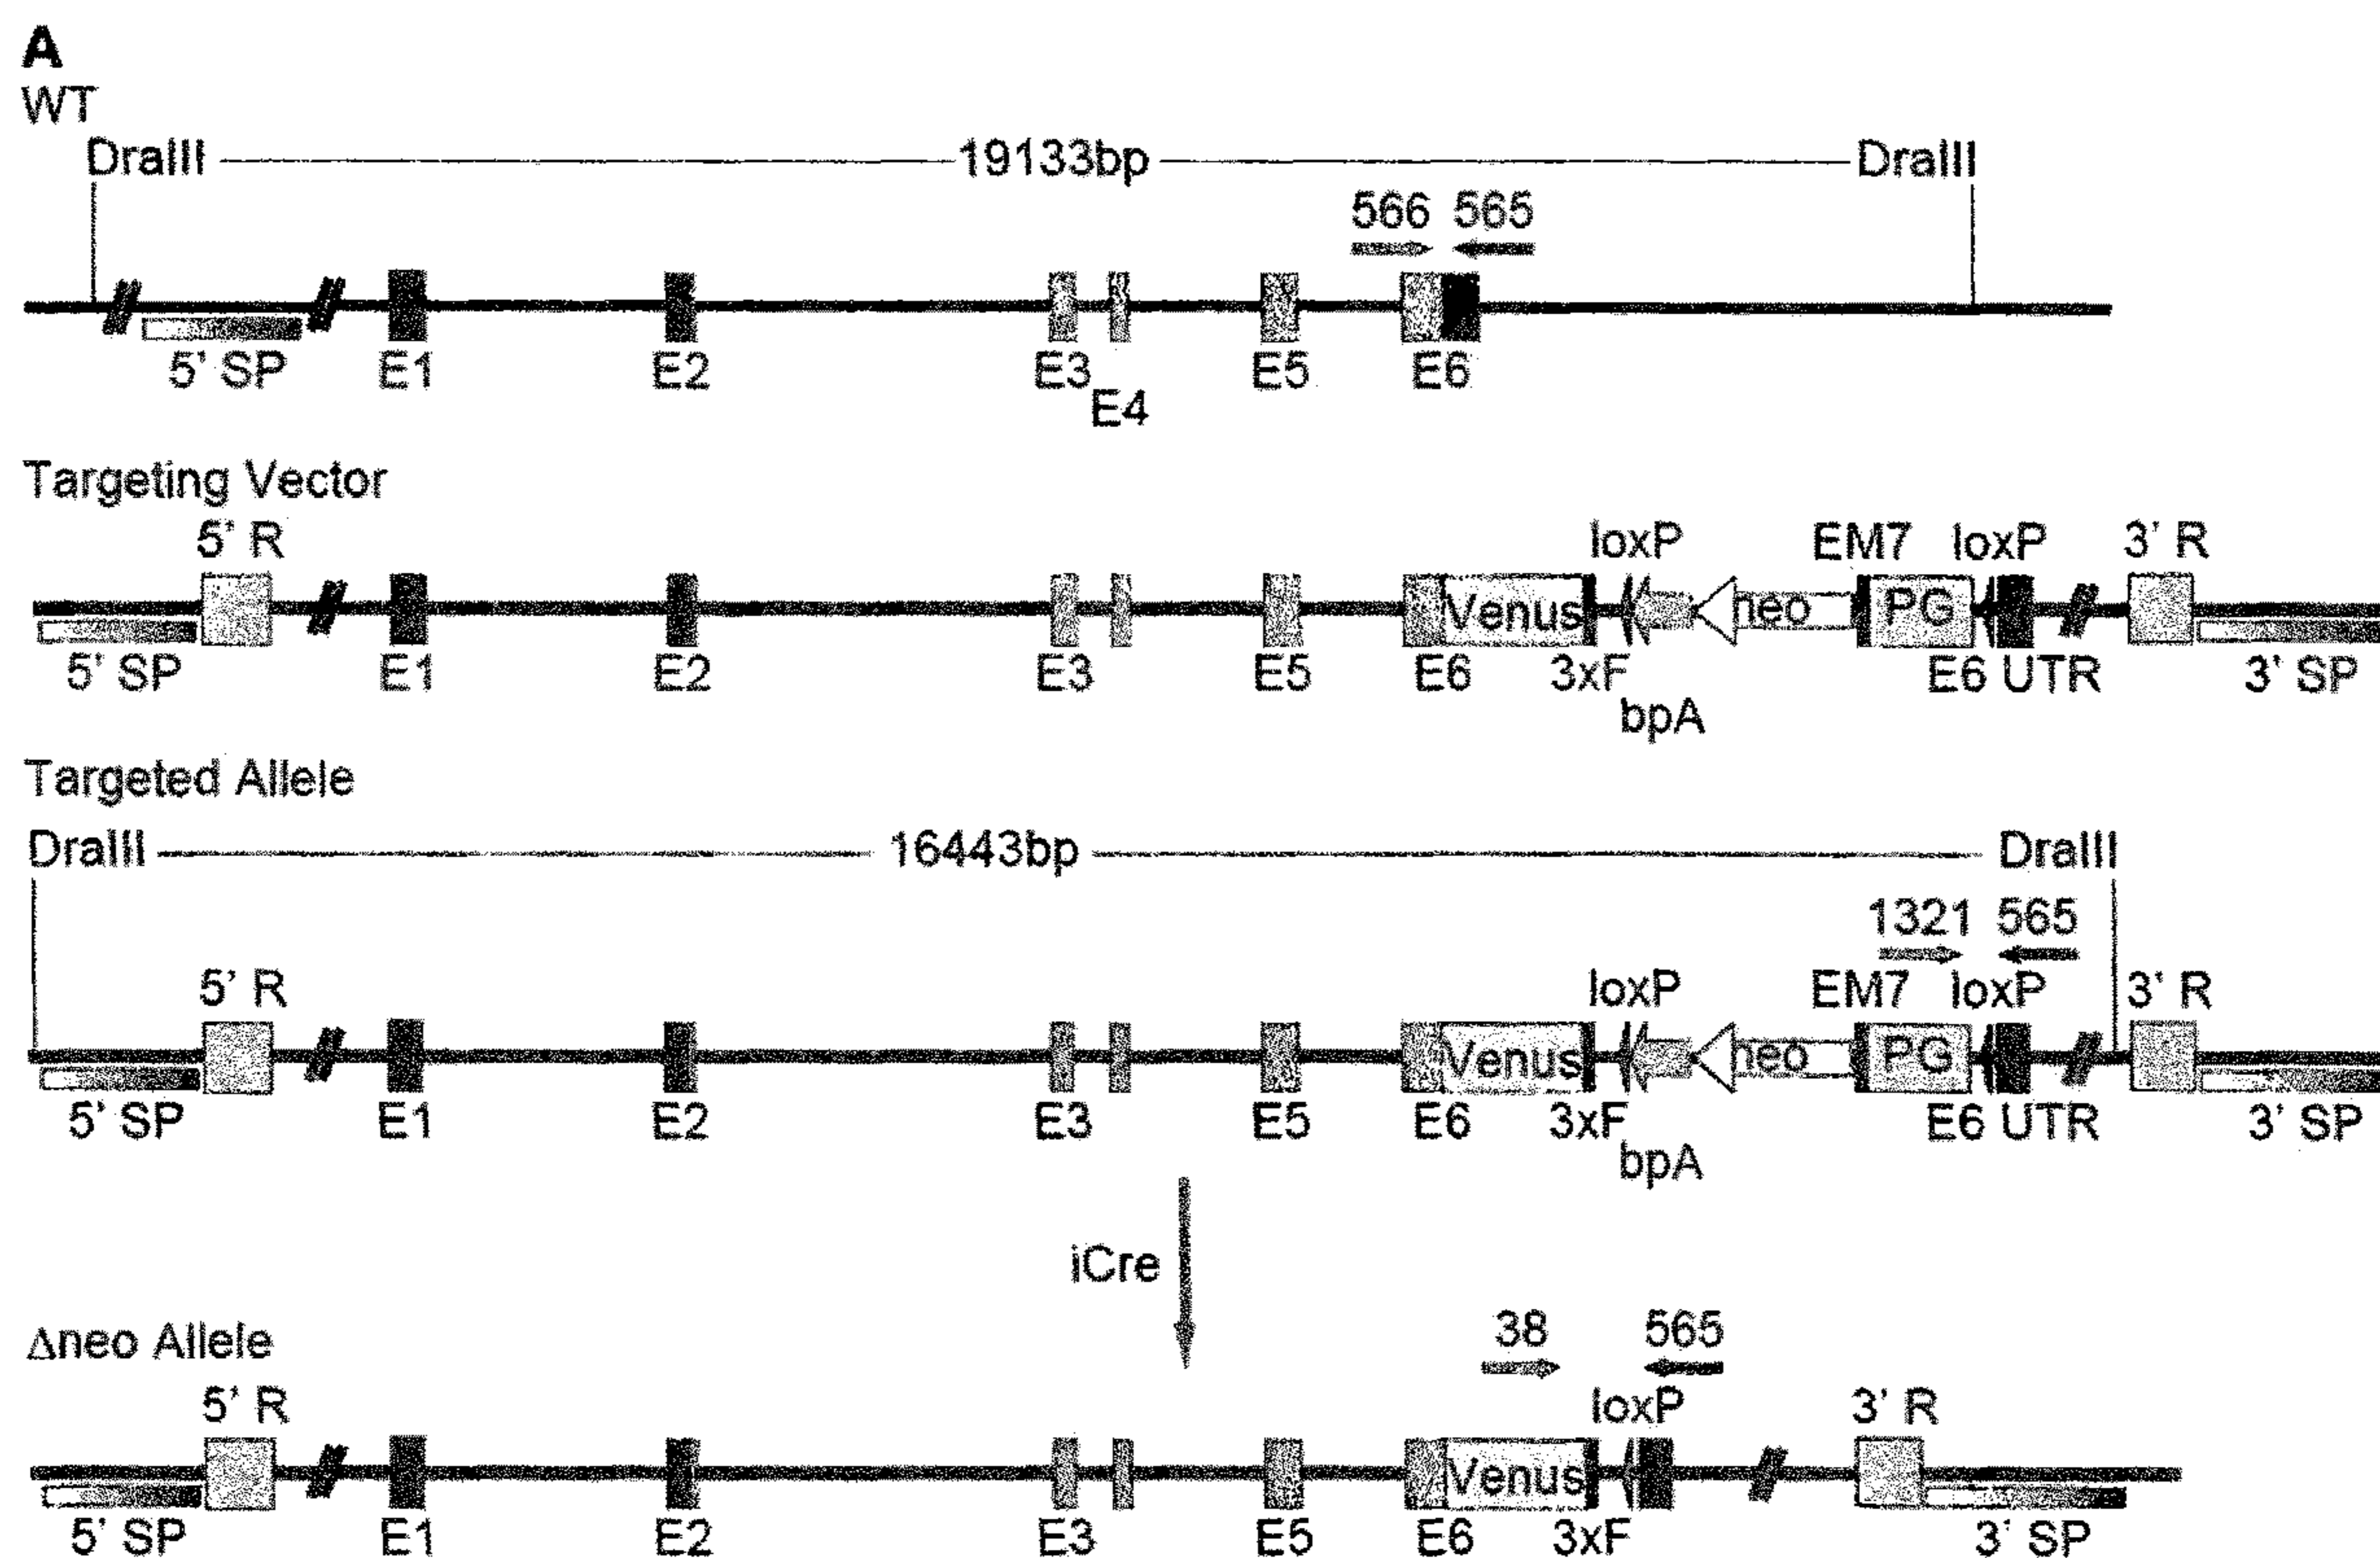 A
WT
DraIII 19133bp DraIII
566 565
5' SP E1 E2 E3 E5 E6
E4
Targeting Vector
5' R loxP EM7 loxP 3' R
Venus neo PG
5' SP E1 E2 E3 E5 E6 3xF E6 UTR 3' SP
bpA
Targeted Allele
DraIII 16443bp DraIII
1321 565
5' R loxP EM7 loxP 3' R
Venus neo PG
5' SP E1 E2 E3 E5 E6 3xF E6 UTR 3' SP
bpA
iCre
Δneo Allele
38 565
5' R loxP 3' R
Venus
5' SP E1 E2 E3 E5 E6 3xF 3' SP